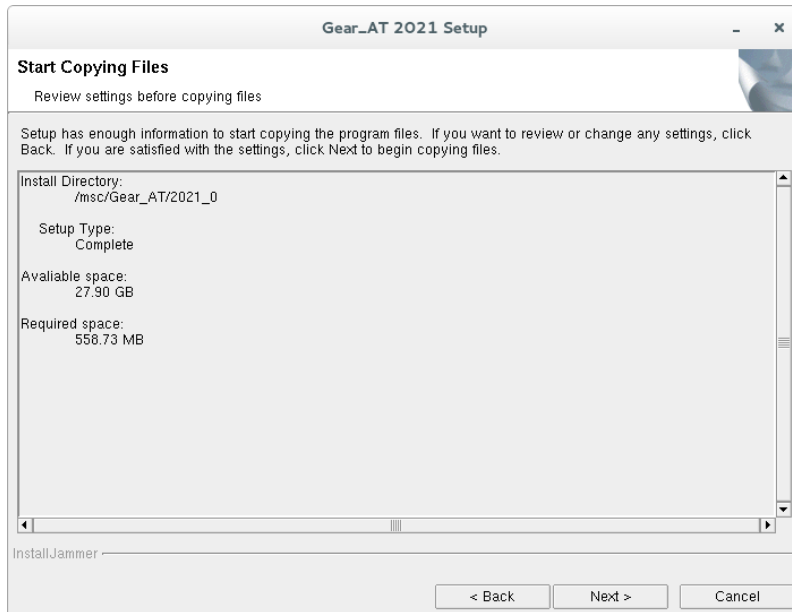 Gear_AT 2021 Setup
Start Copying Files
Review settings before copying files
Setup has enough information to start copying the program files. If you want to review or change any settings, click
Back. If you are satisfied with the settings, click Next to begin copying files.
Install Directory:
/msc/Gear_AT/2021_0
Setup Type:
Complete
Avaliable space:
27.90 GB
Required space:
558.73 MB
InstallJammer
< Back
Next >
Cancel